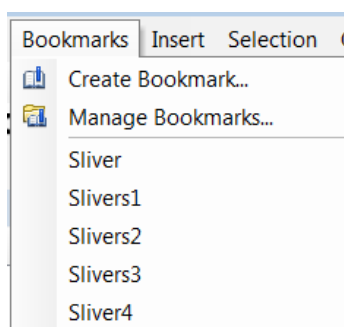 Bookmarks Insert Selection
Create Bookmark...
Manage Bookmarks...
Sliver
Slivers1
Slivers2
Slivers3
Sliver4